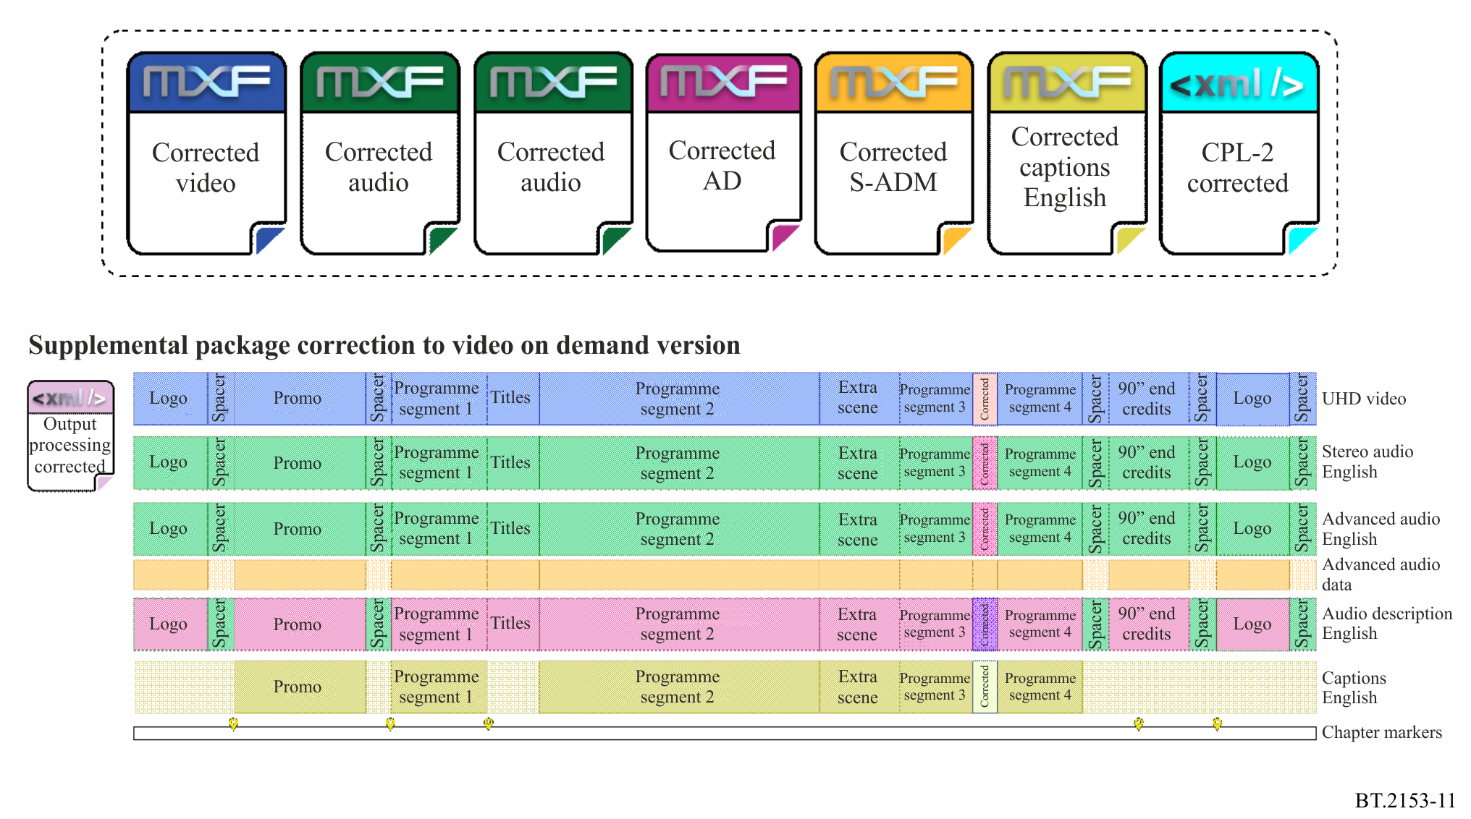 MXF
MXF
MXF
MXF
MXF
MXF
<xml />
Corrected
video
Corrected
audio
Corrected
audio
Corrected
AD
Corrected
S-ADM
Corrected
captions
English
CPL-2
corrected
Supplemental package correction to video on demand version
<xml />
Output
processing
corrected
Logo
Spacer
Promo
Spacer
Programme
segment 1
Titles
Programme
segment 2
Extra
scene
Programme
segment 3
Corrected
Programme
segment 4
Spacer
90” end
credits
Spacer
Logo
Spacer
UHD video
Logo
Spacer
Promo
Spacer
Programme
segment 1
Titles
Programme
segment 2
Extra
scene
Programme
segment 3
Corrected
Programme
segment 4
Spacer
90” end
credits
Spacer
Logo
Spacer
Stereo audio
English
Logo
Spacer
Promo
Spacer
Programme
segment 1
Titles
Programme
segment 2
Extra
scene
Programme
segment 3
Corrected
Programme
segment 4
Spacer
90” end
credits
Spacer
Logo
Spacer
Advanced audio
English
Advanced audio
data
Logo
Spacer
Promo
Spacer
Programme
segment 1
Titles
Programme
segment 2
Extra
scene
Programme
segment 3
Corrected
Programme
segment 4
Spacer
90” end
credits
Spacer
Logo
Spacer
Audio description
English
Promo
Programme
segment 1
Programme
segment 2
Extra
scene
Programme
segment 3
Corrected
Programme
segment 4
Captions
English
Chapter markers
BT.2153-11